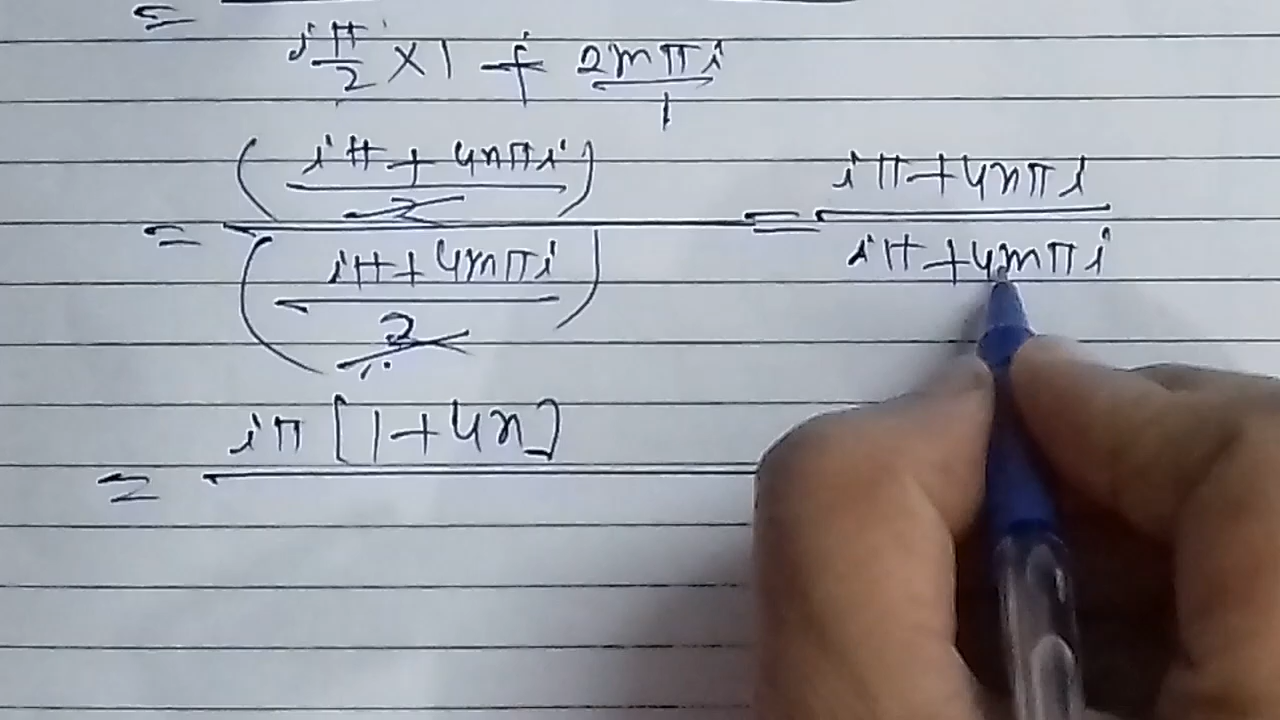 =
iπ/2 × 1 + 2mπi/1
= ((iπ + 4nπi)/2) / ((iπ + 4mπi)/2) = (iπ + 4nπi)/(iπ + 4mπi)
= iπ[1 + 4n]